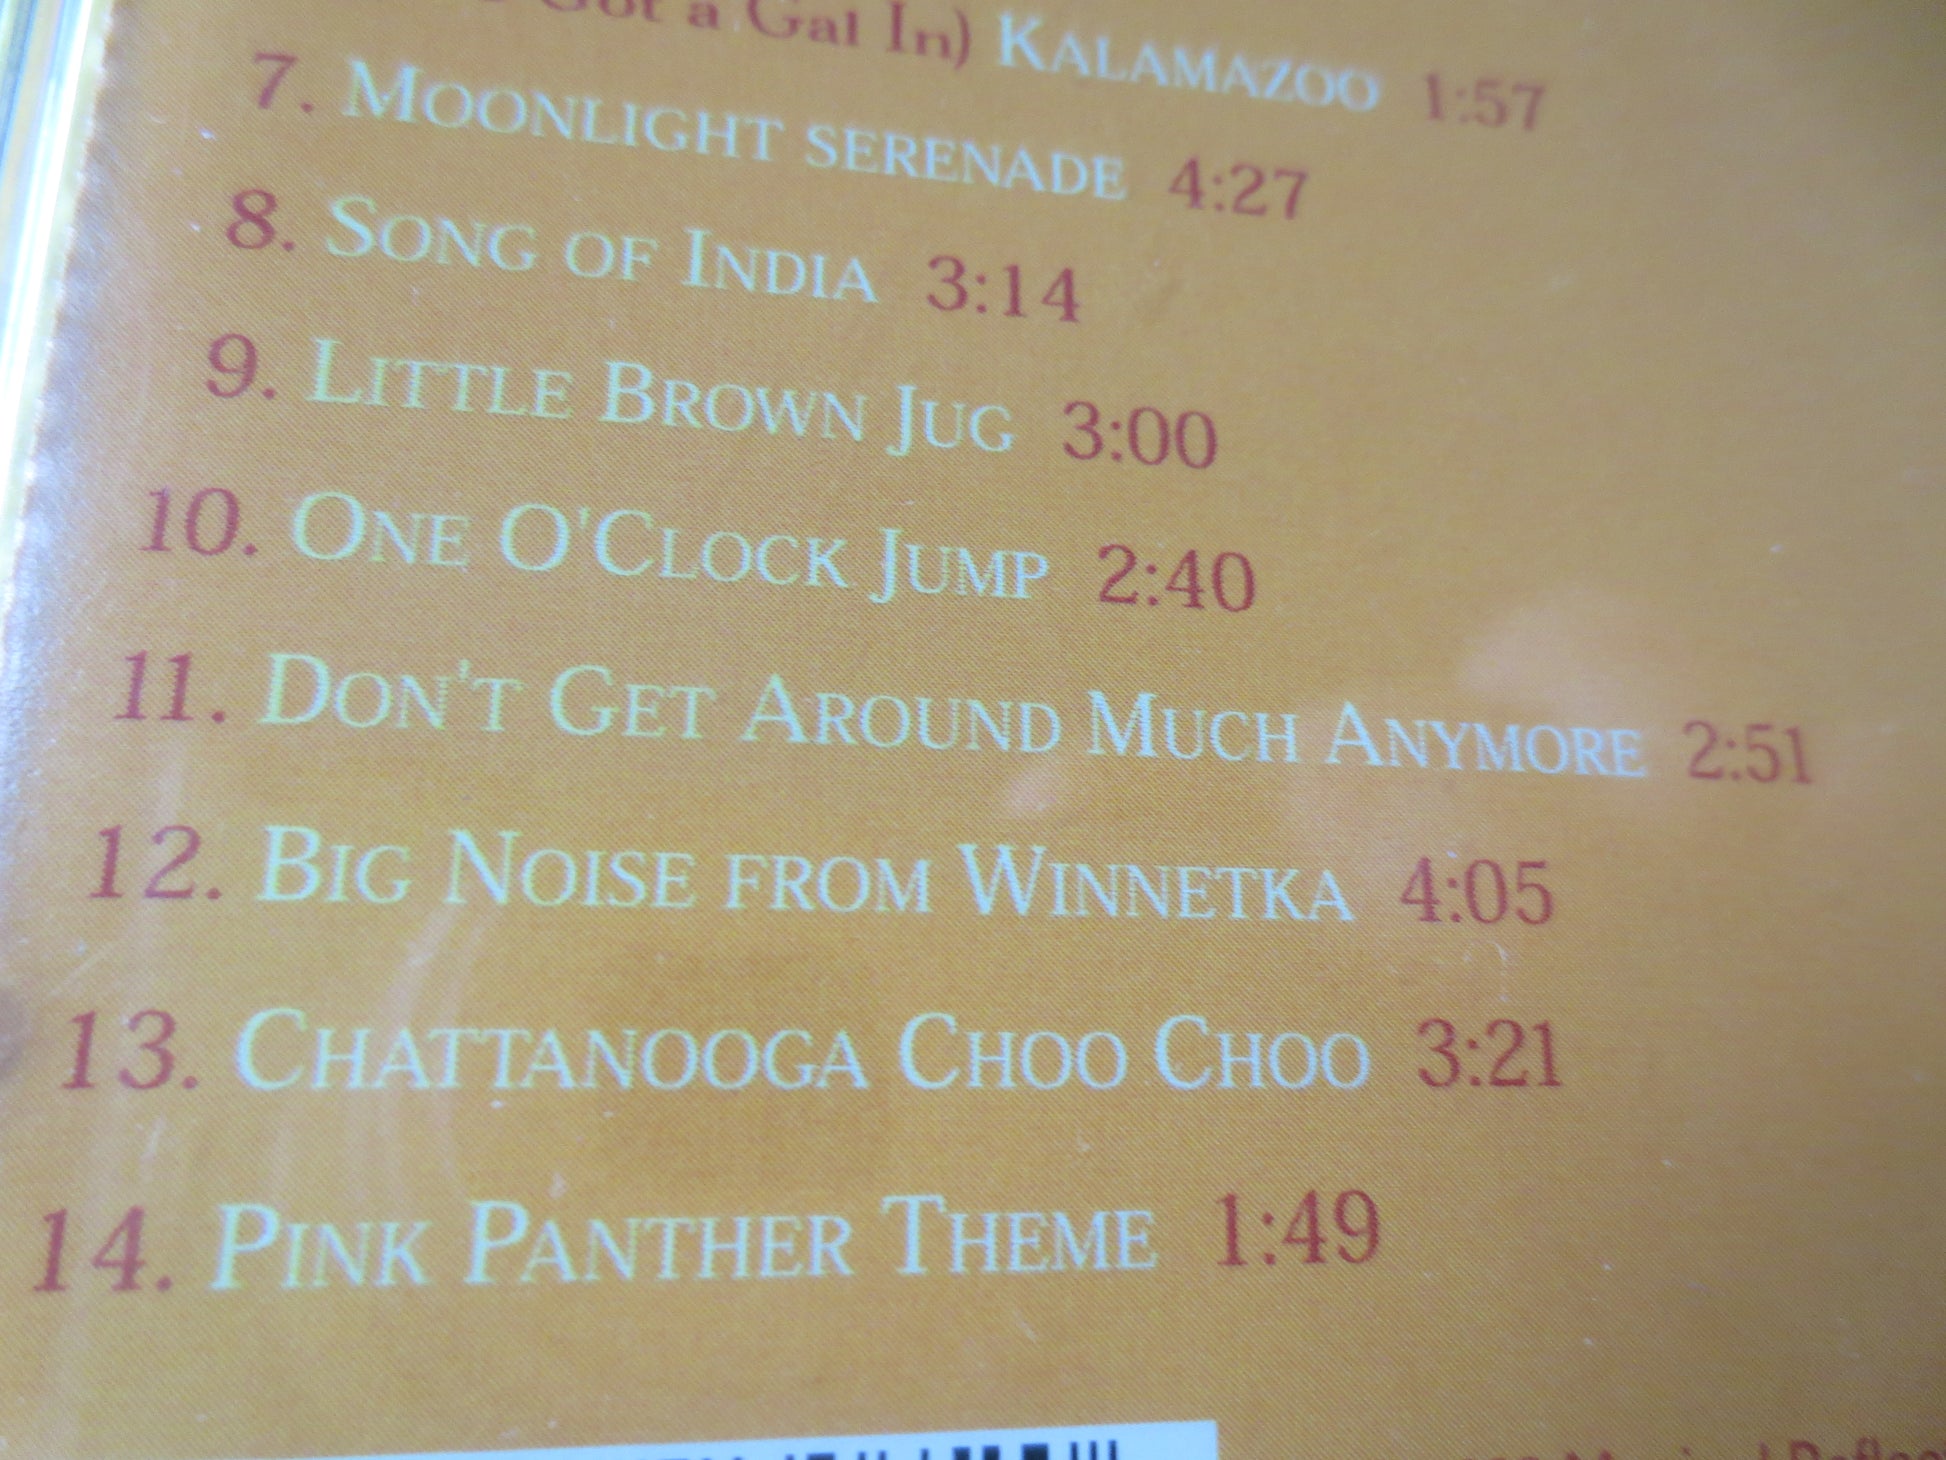 Got a Gal In) KALAMAZOO 1:57
7. MOONLIGHT SERENADE 4:27
8. SONG OF INDIA 3:14
9. LITTLE BROWN JUG 3:00
10. ONE O'CLOCK JUMP 2:40
11. DON'T GET AROUND MUCH ANYMORE 2:51
12. BIG NOISE FROM WINNETKA 4:05
13. CHATTANOOGA CHOO CHOO 3:21
14. PINK PANTHER THEME 1:49